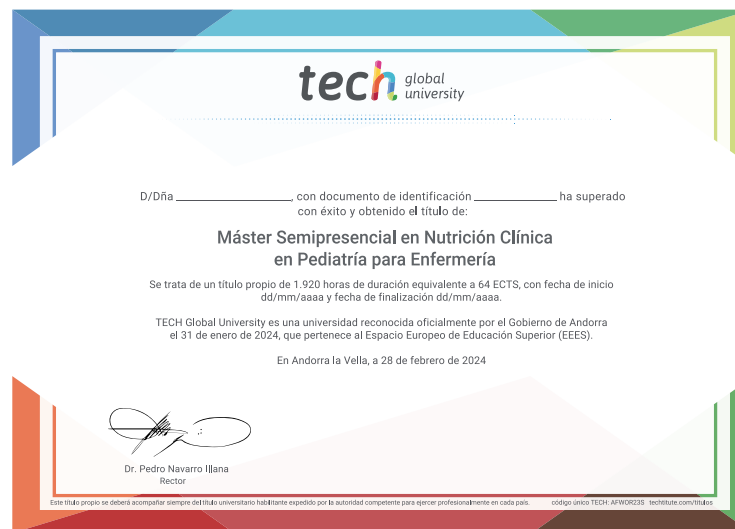 tech global
university
D/Dña ____________, con documento de identificación ____________ ha superado
con éxito y obtenido el título de:
Máster Semipresencial en Nutrición Clínica
en Pediatría para Enfermería
Se trata de un título propio de 1.920 horas de duración equivalente a 64 ECTS, con fecha de inicio
dd/mm/aaaa y fecha de finalización dd/mm/aaaa.
TECH Global University es una universidad reconocida oficialmente por el Gobierno de Andorra
el 31 de enero de 2024, que pertenece al Espacio Europeo de Educación Superior (EEES).
En Andorra la Vella, a 28 de febrero de 2024
Dr. Pedro Navarro Illana
Rector
Este título propio se deberá acompañar siempre del título universitario habilitante expedido por la autoridad competente para ejercer profesionalmente en cada país. código único TECH: AFWOR23S techtitute.com/titulos